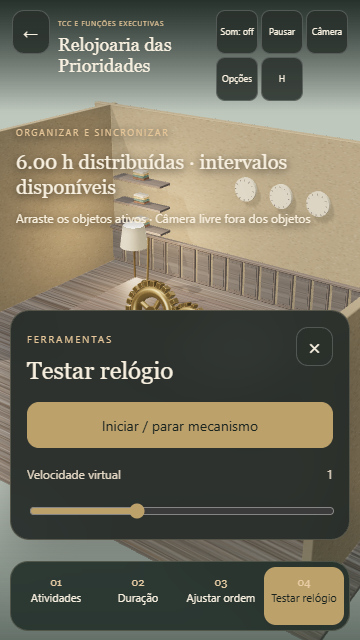 ←
TCC E FUNÇÕES EXECUTIVAS
Relojoaria das
Prioridades
Som: off
Pausar
Câmera
Opções
H
ORGANIZAR E SINCRONIZAR
6.00 h distribuídas · intervalos
disponíveis
Arraste os objetos ativos · Câmera livre fora dos objetos
FERRAMENTAS
Testar relógio
×
Iniciar / parar mecanismo
Velocidade virtual
1
01
Atividades
02
Duração
03
Ajustar ordem
04
Testar relógio